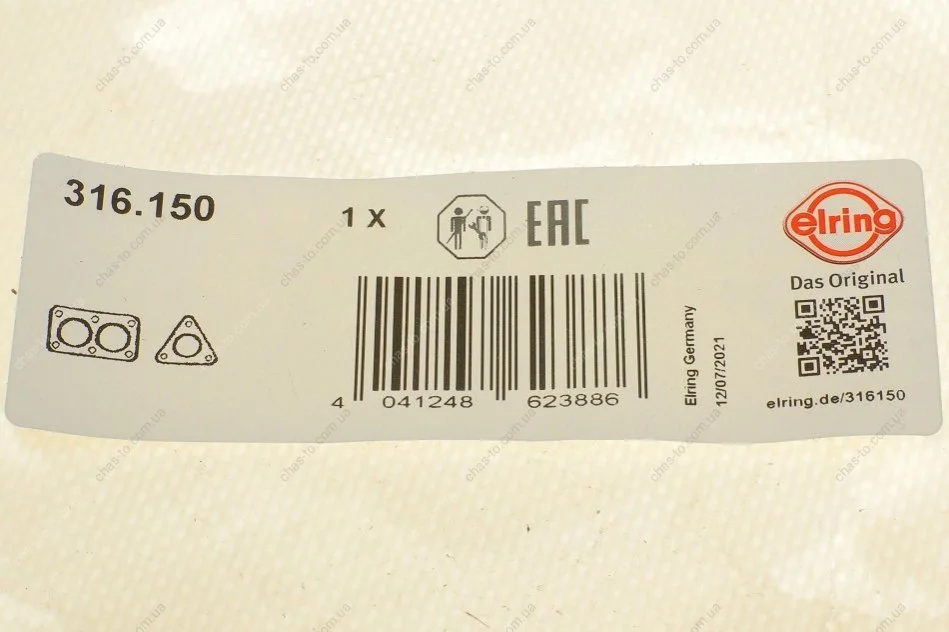 316.150
1 X
EAC
elring
Das Original
4 041248 623886
Elring Germany
12/07/2021
elring.de/316150
chas-to.com.ua